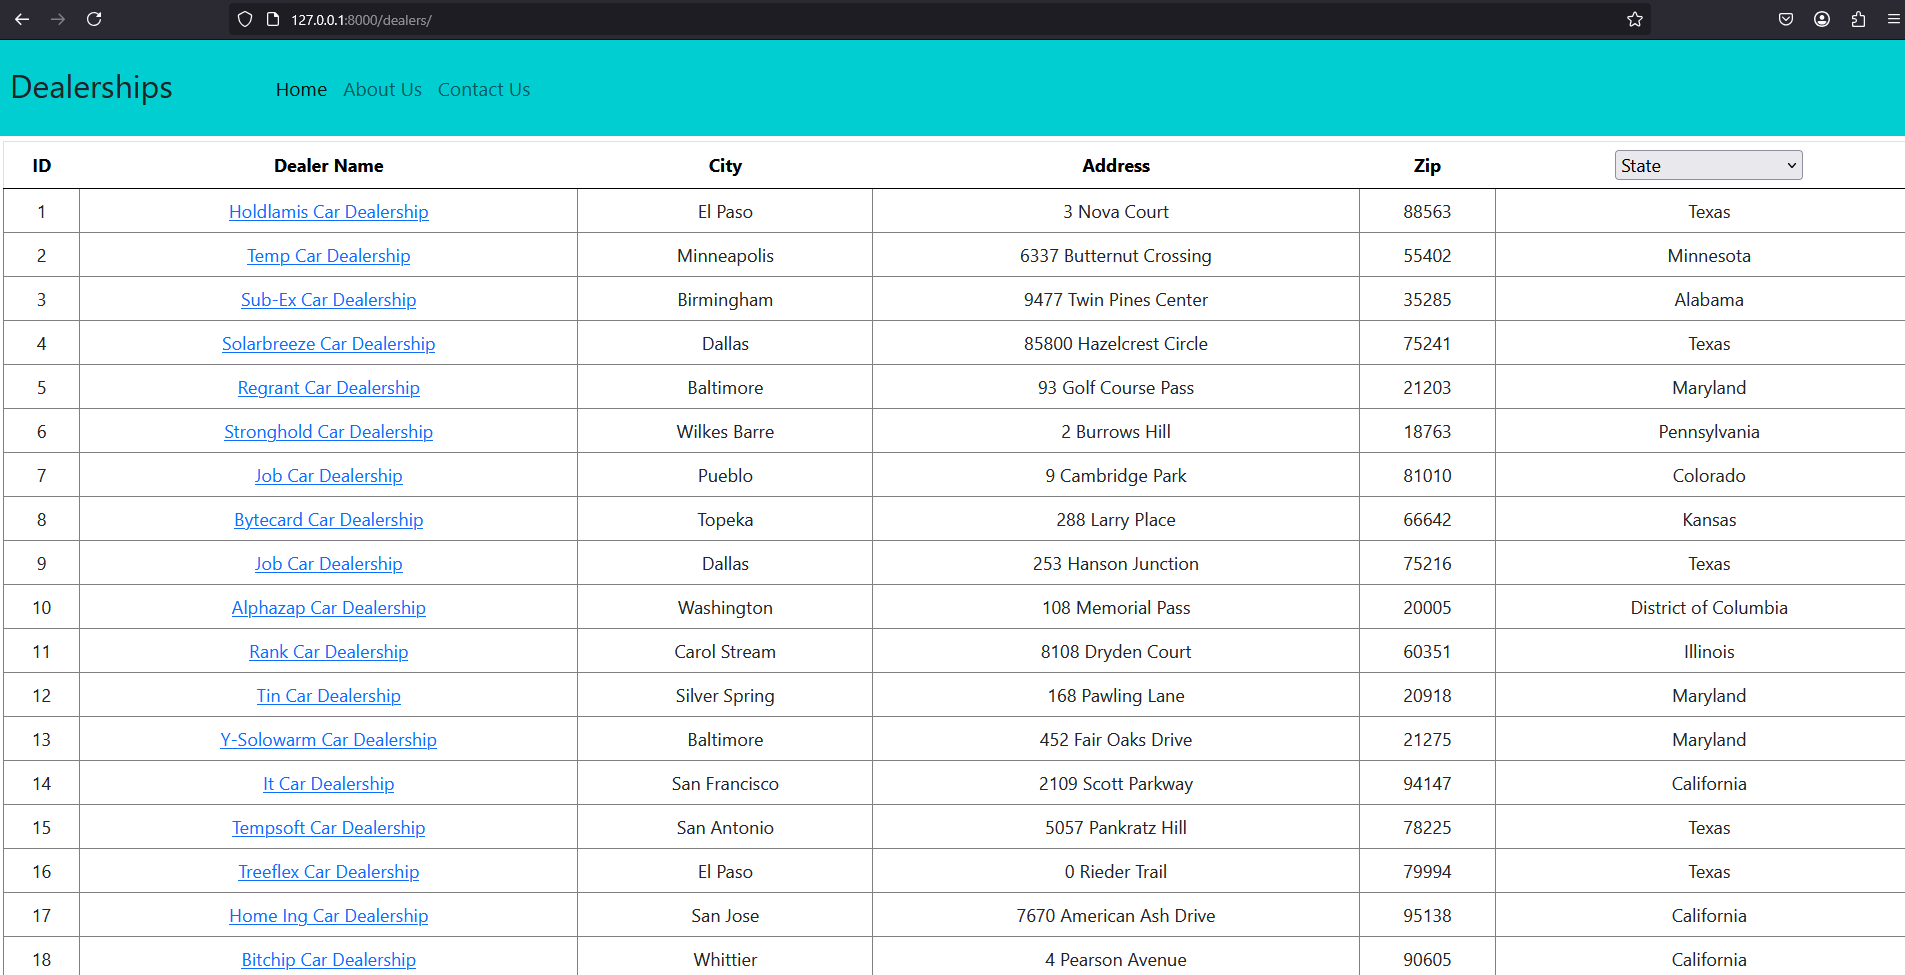 127.0.0.1:8000/dealers/
Dealerships Home About Us Contact Us
ID Dealer Name City Address Zip State
1 Holdlamis Car Dealership El Paso 3 Nova Court 88563 Texas
2 Temp Car Dealership Minneapolis 6337 Butternut Crossing 55402 Minnesota
3 Sub-Ex Car Dealership Birmingham 9477 Twin Pines Center 35285 Alabama
4 Solarbreeze Car Dealership Dallas 85800 Hazelcrest Circle 75241 Texas
5 Regrant Car Dealership Baltimore 93 Golf Course Pass 21203 Maryland
6 Stronghold Car Dealership Wilkes Barre 2 Burrows Hill 18763 Pennsylvania
7 Job Car Dealership Pueblo 9 Cambridge Park 81010 Colorado
8 Bytecard Car Dealership Topeka 288 Larry Place 66642 Kansas
9 Job Car Dealership Dallas 253 Hanson Junction 75216 Texas
10 Alphazap Car Dealership Washington 108 Memorial Pass 20005 District of Columbia
11 Rank Car Dealership Carol Stream 8108 Dryden Court 60351 Illinois
12 Tin Car Dealership Silver Spring 168 Pawling Lane 20918 Maryland
13 Y-Solowarm Car Dealership Baltimore 452 Fair Oaks Drive 21275 Maryland
14 It Car Dealership San Francisco 2109 Scott Parkway 94147 California
15 Tempsoft Car Dealership San Antonio 5057 Pankratz Hill 78225 Texas
16 Treeflex Car Dealership El Paso 0 Rieder Trail 79994 Texas
17 Home Ing Car Dealership San Jose 7670 American Ash Drive 95138 California
18 Bitchip Car Dealership Whittier 4 Pearson Avenue 90605 California